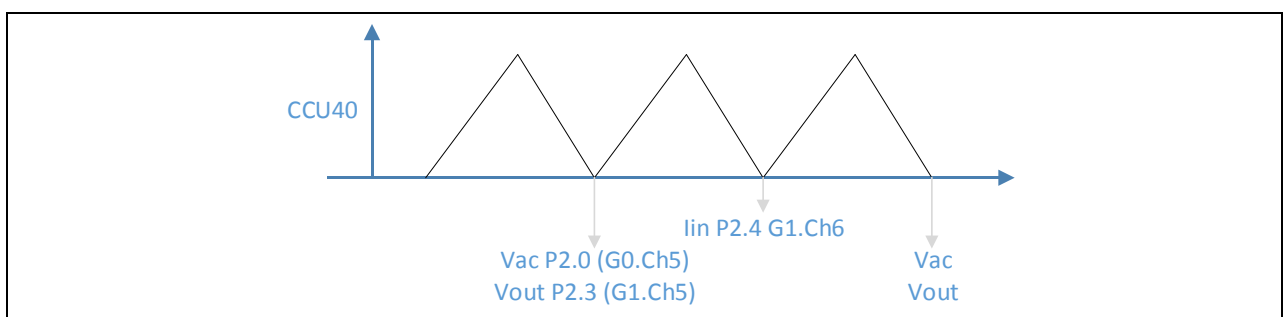 CCU40
Iin P2.4 G1.Ch6
Vac P2.0 (G0.Ch5)
Vout P2.3 (G1.Ch5)
Vac
Vout